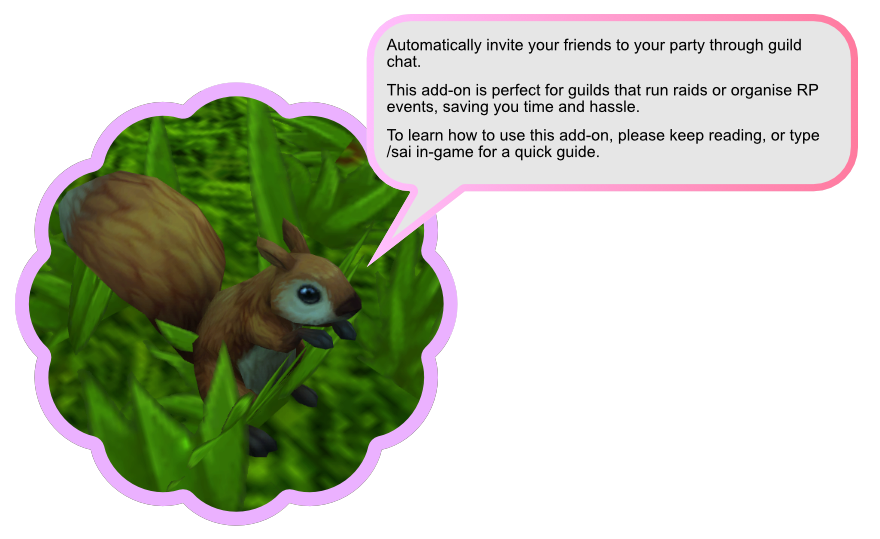 Automatically invite your friends to your party through guild
chat.
This add-on is perfect for guilds that run raids or organise RP
events, saving you time and hassle.
To learn how to use this add-on, please keep reading, or type
/sai in-game for a quick guide.